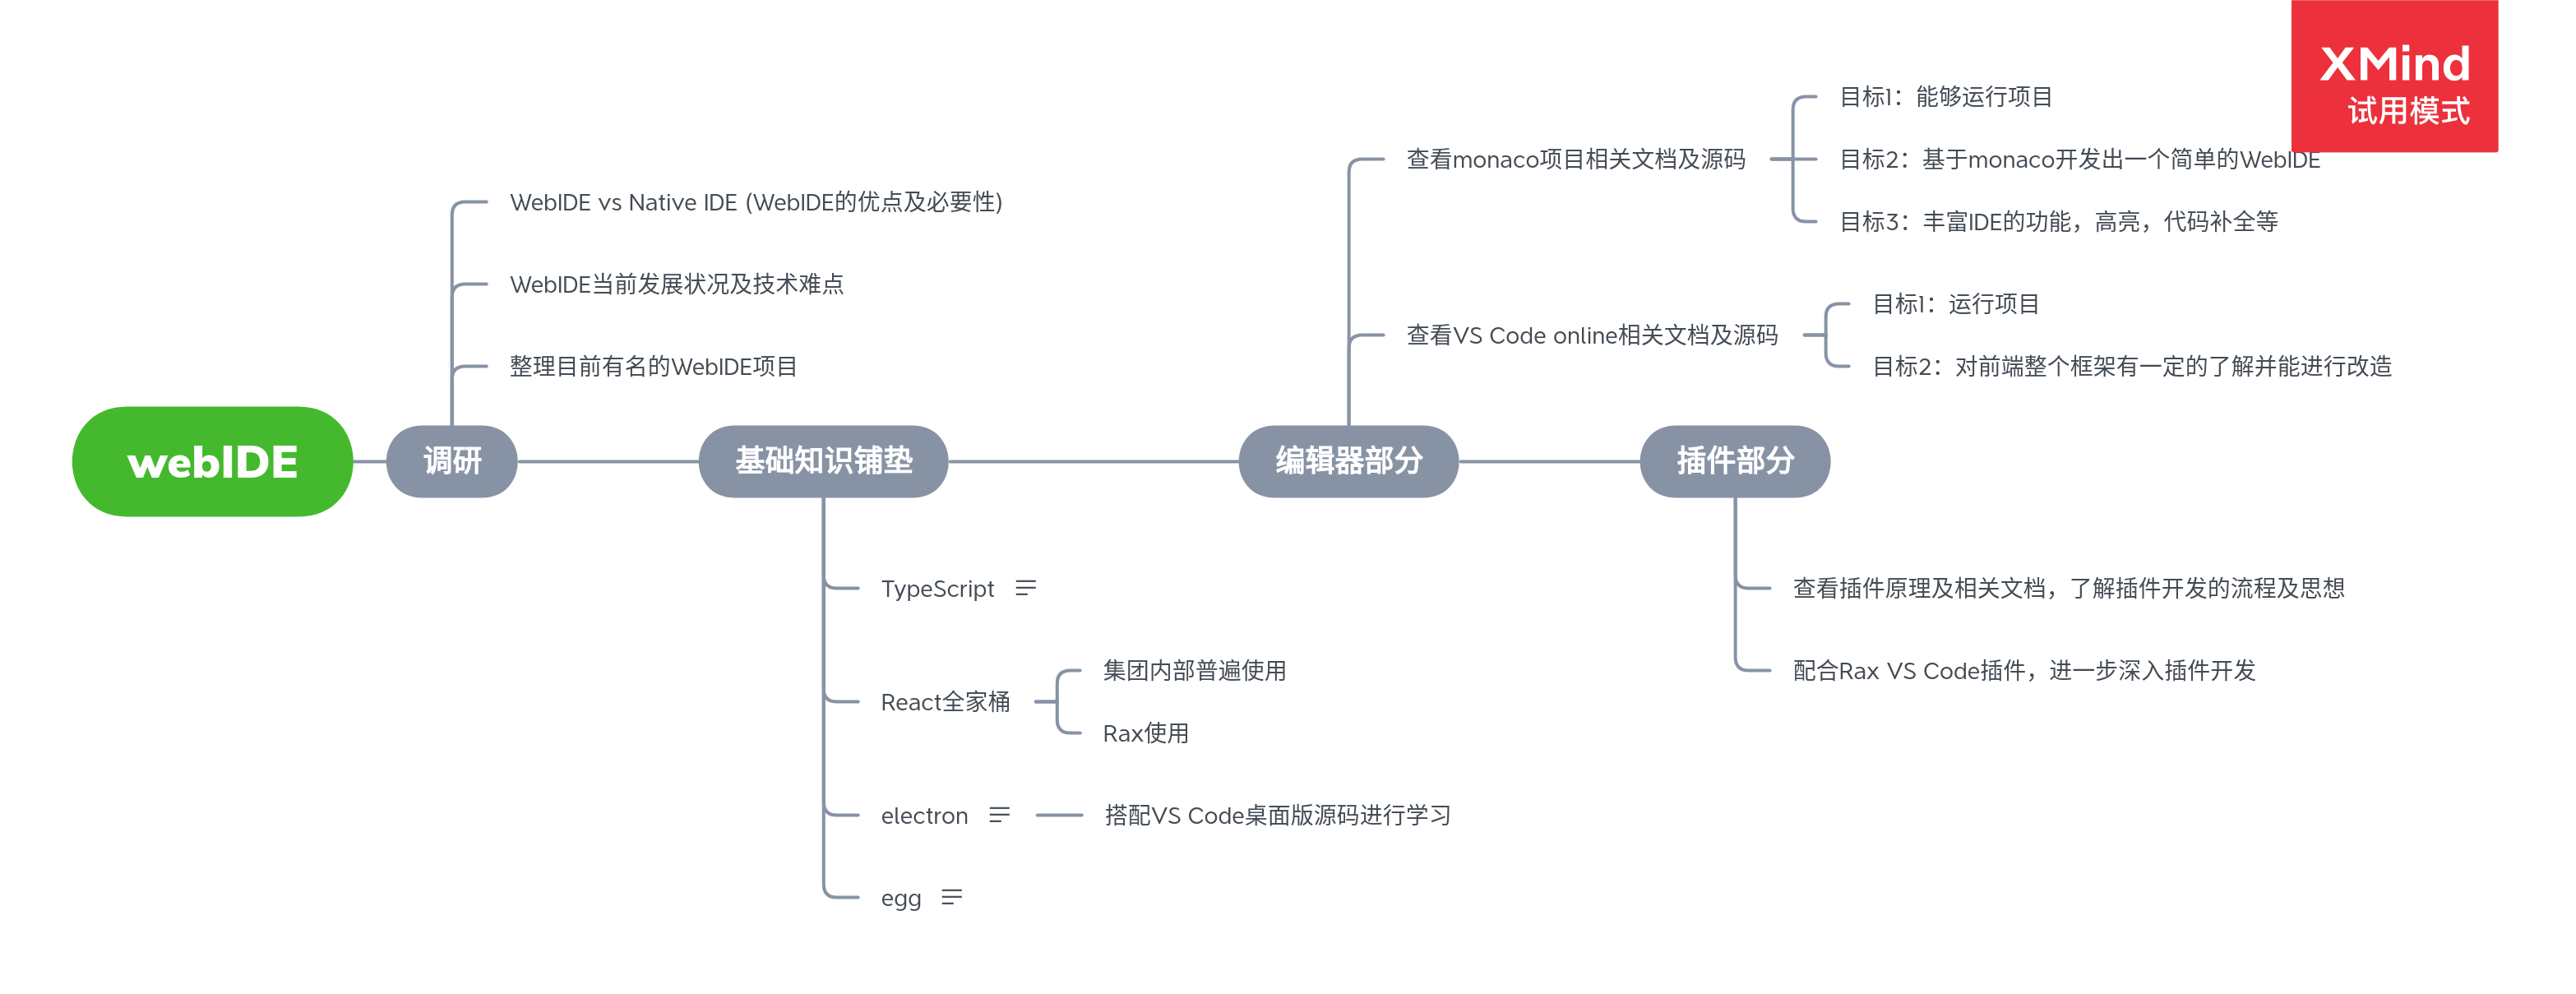 XMind
试用模式
webIDE
调研
WebIDE vs Native IDE (WebIDE的优点及必要性)
WebIDE当前发展状况及技术难点
整理目前有名的WebIDE项目
基础知识铺垫
TypeScript
React全家桶
集团内部普遍使用
Rax使用
electron
搭配VS Code桌面版源码进行学习
egg
编辑器部分
查看monaco项目相关文档及源码
目标1：能够运行项目
目标2：基于monaco开发出一个简单的WebIDE
目标3：丰富IDE的功能，高亮，代码补全等
查看VS Code online相关文档及源码
目标1：运行项目
目标2：对前端整个框架有一定的了解并能进行改造
插件部分
查看插件原理及相关文档，了解插件开发的流程及思想
配合Rax VS Code插件，进一步深入插件开发